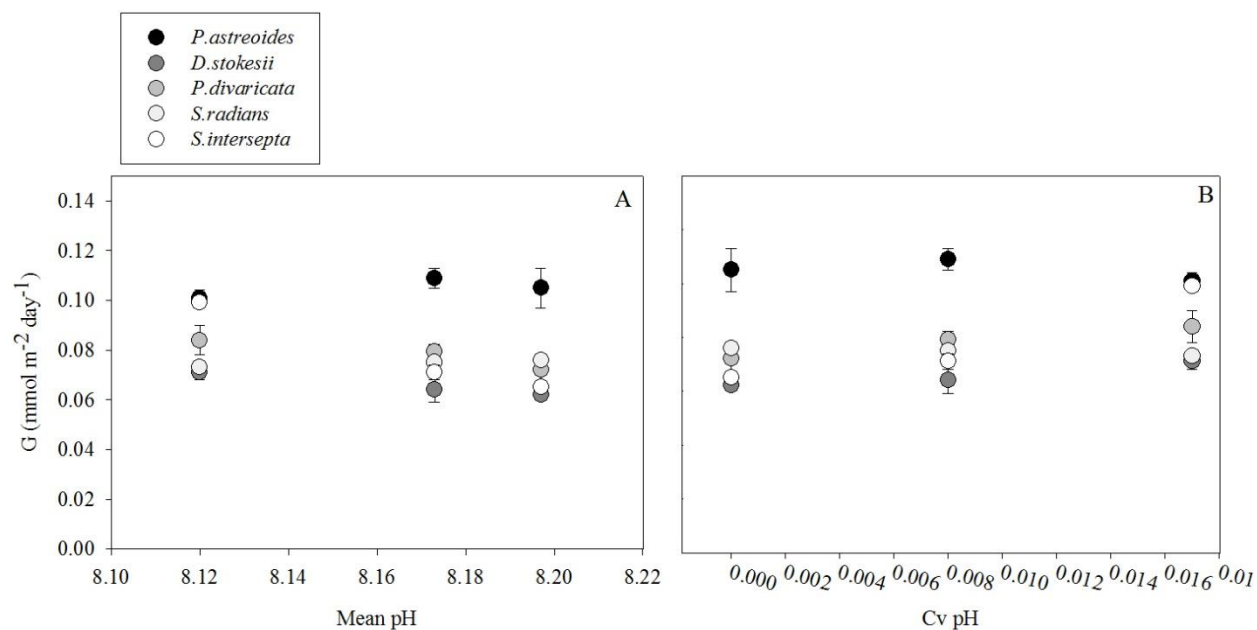 P.astreoides
D.stokesii
P.divaricata
S.radians
S.intersepta
A
B
G (mmol m-2 day-1)
0.14
0.12
0.10
0.08
0.06
0.04
0.02
0.00
8.10 8.12 8.14 8.16 8.18 8.20 8.22
0.000 0.002 0.004 0.006 0.008 0.010 0.012 0.014 0.016 0.01
Mean pH
Cv pH